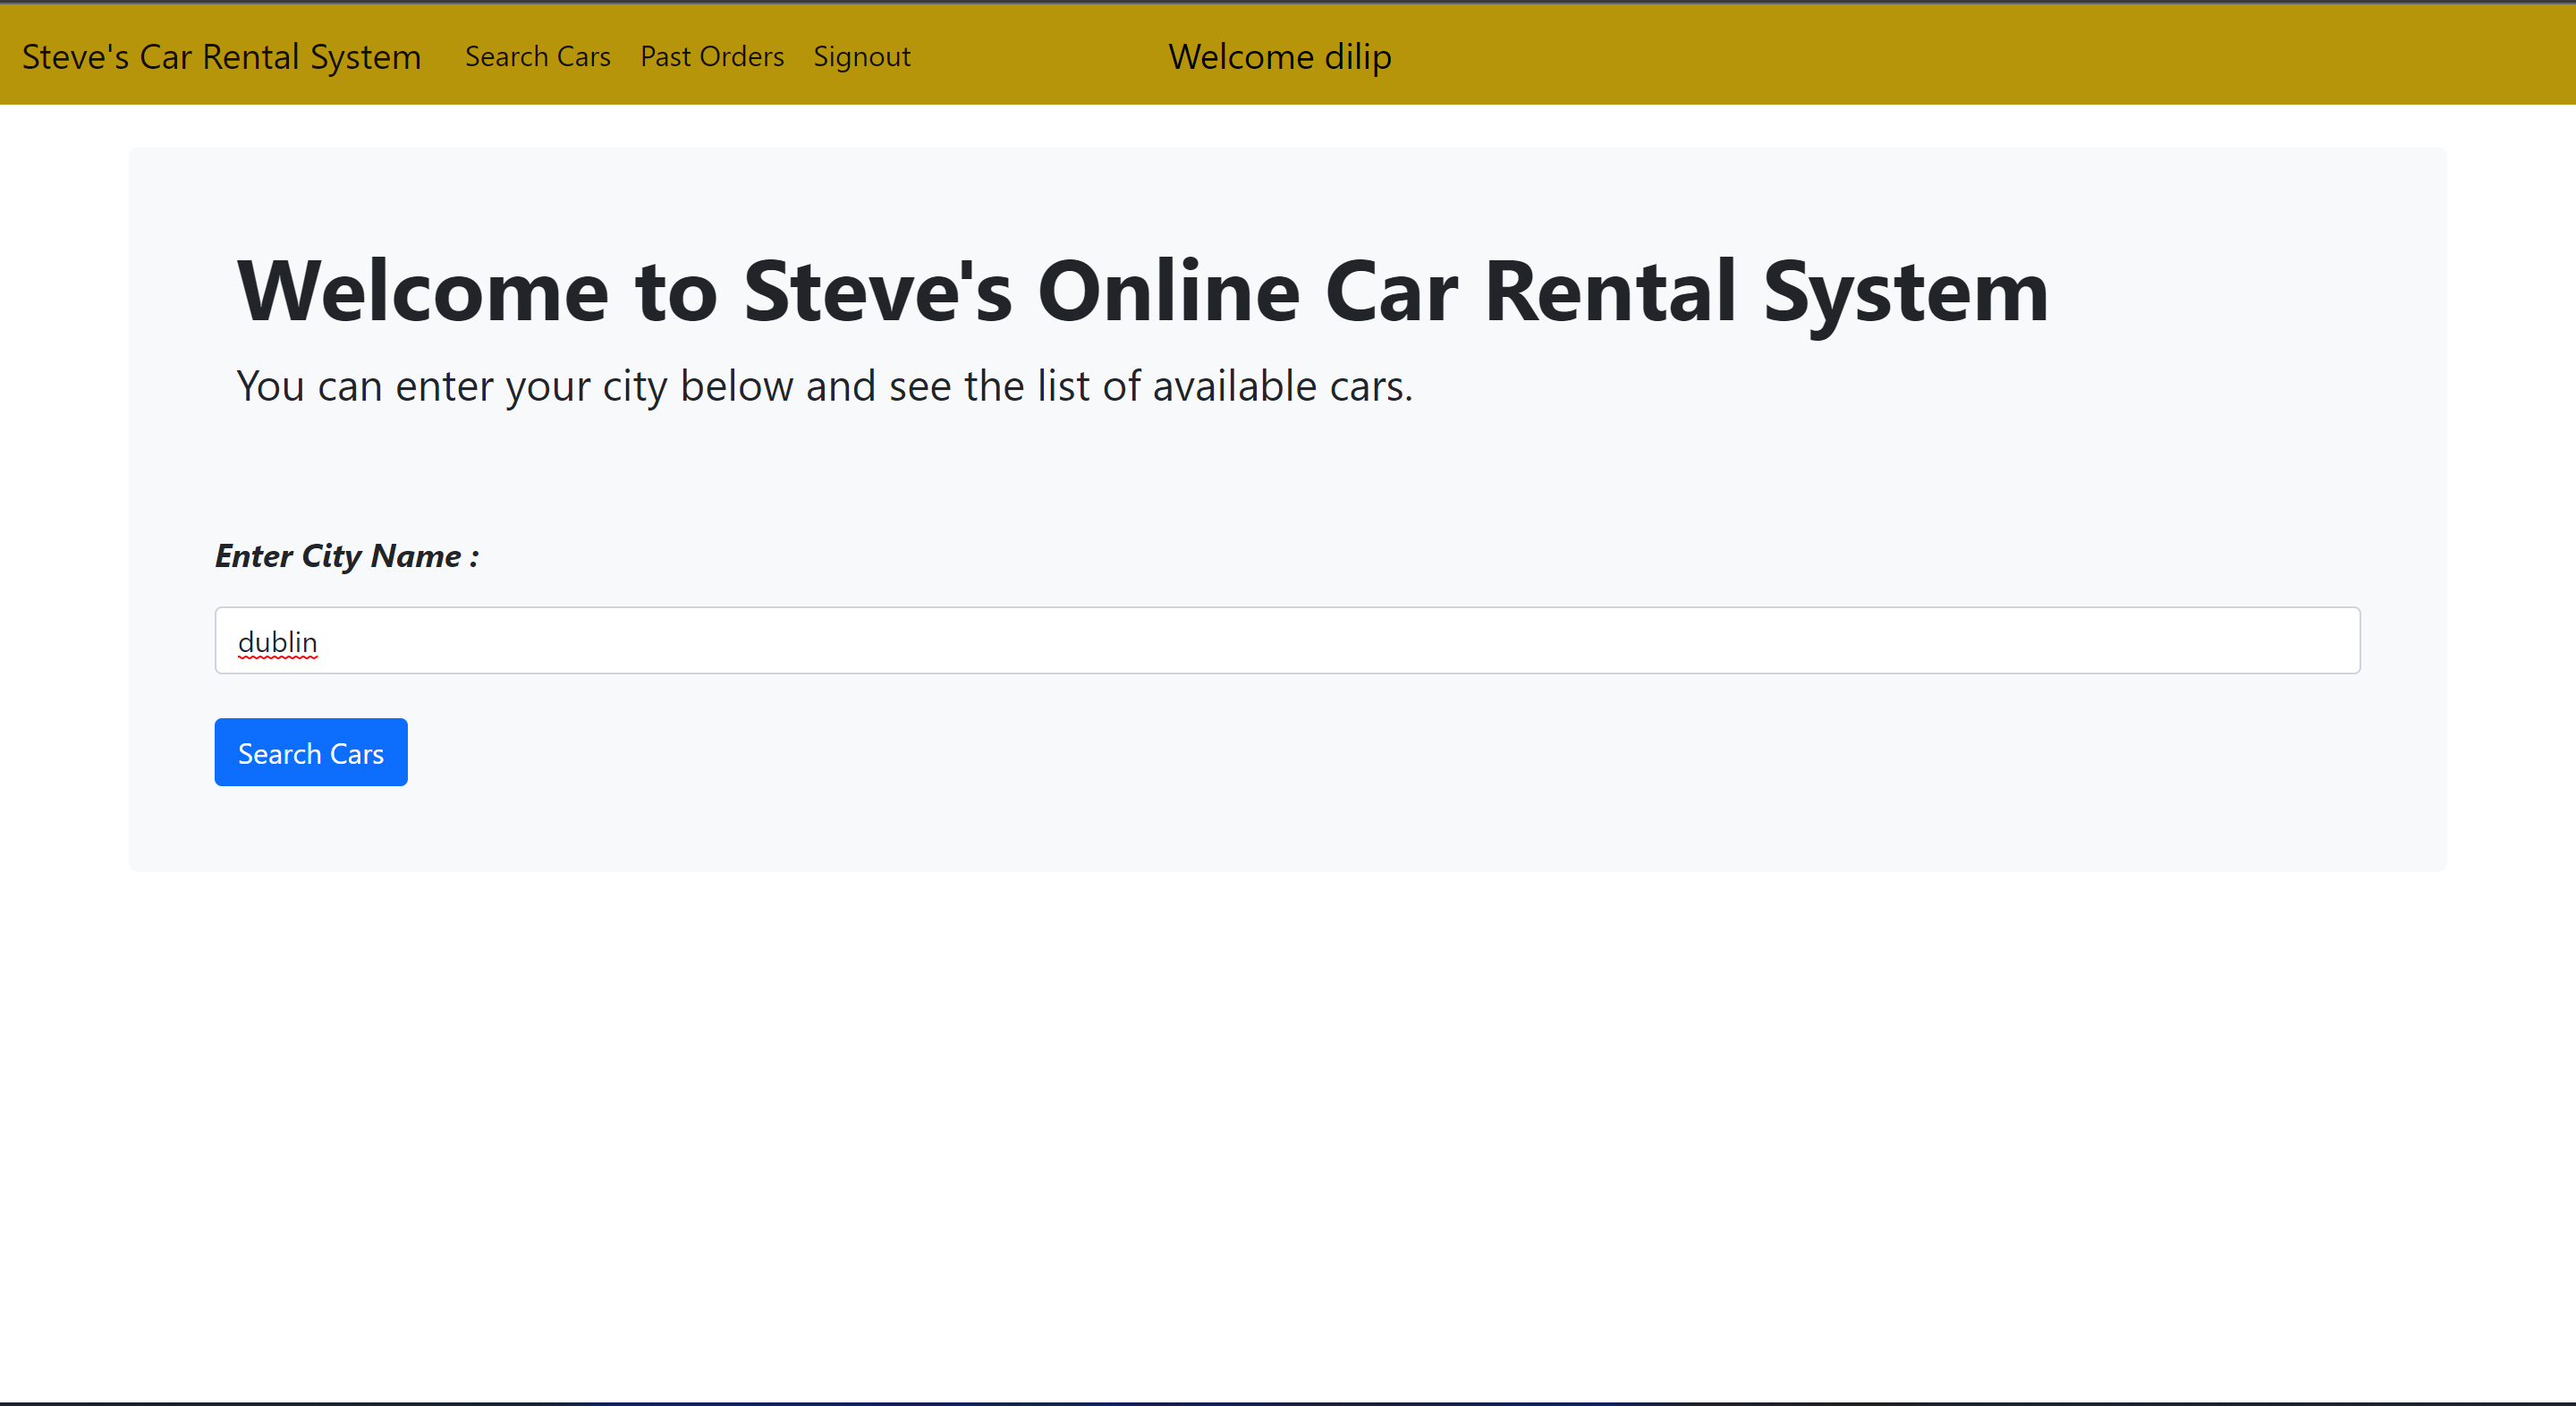 Steve's Car Rental System Search Cars Past Orders Signout Welcome dilip
Welcome to Steve's Online Car Rental System
You can enter your city below and see the list of available cars.
Enter City Name :
dublin
Search Cars